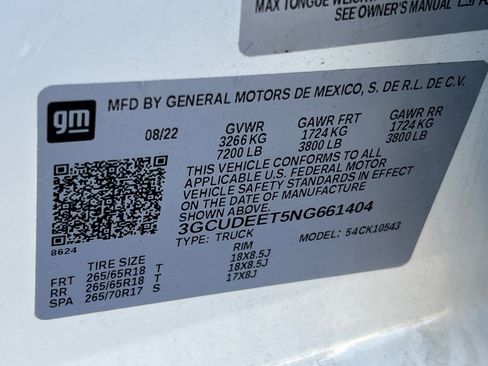 MAX TONGUE WEIGHT
SEE OWNER'S MANUAL
gm
MFD BY GENERAL MOTORS DE MEXICO, S. DE R.L. DE C.V.
08/22 GVWR GAWR FRT GAWR RR
3266 KG 1724 KG 1724 KG
7200 LB 3800 LB 3800 LB
THIS VEHICLE CONFORMS TO ALL
APPLICABLE U.S. FEDERAL MOTOR
VEHICLE SAFETY STANDARDS IN EFFECT
ON THE DATE OF MANUFACTURE
SHOWN ABOVE.
3GCUDEET5NG661404
8624 TYPE: TRUCK MODEL: 54CK10543
TIRE SIZE RIM
FRT 265/65R18 T 18X8.5J
RR 265/65R18 T 18X8.5J
SPA 265/70R17 S 17X8J